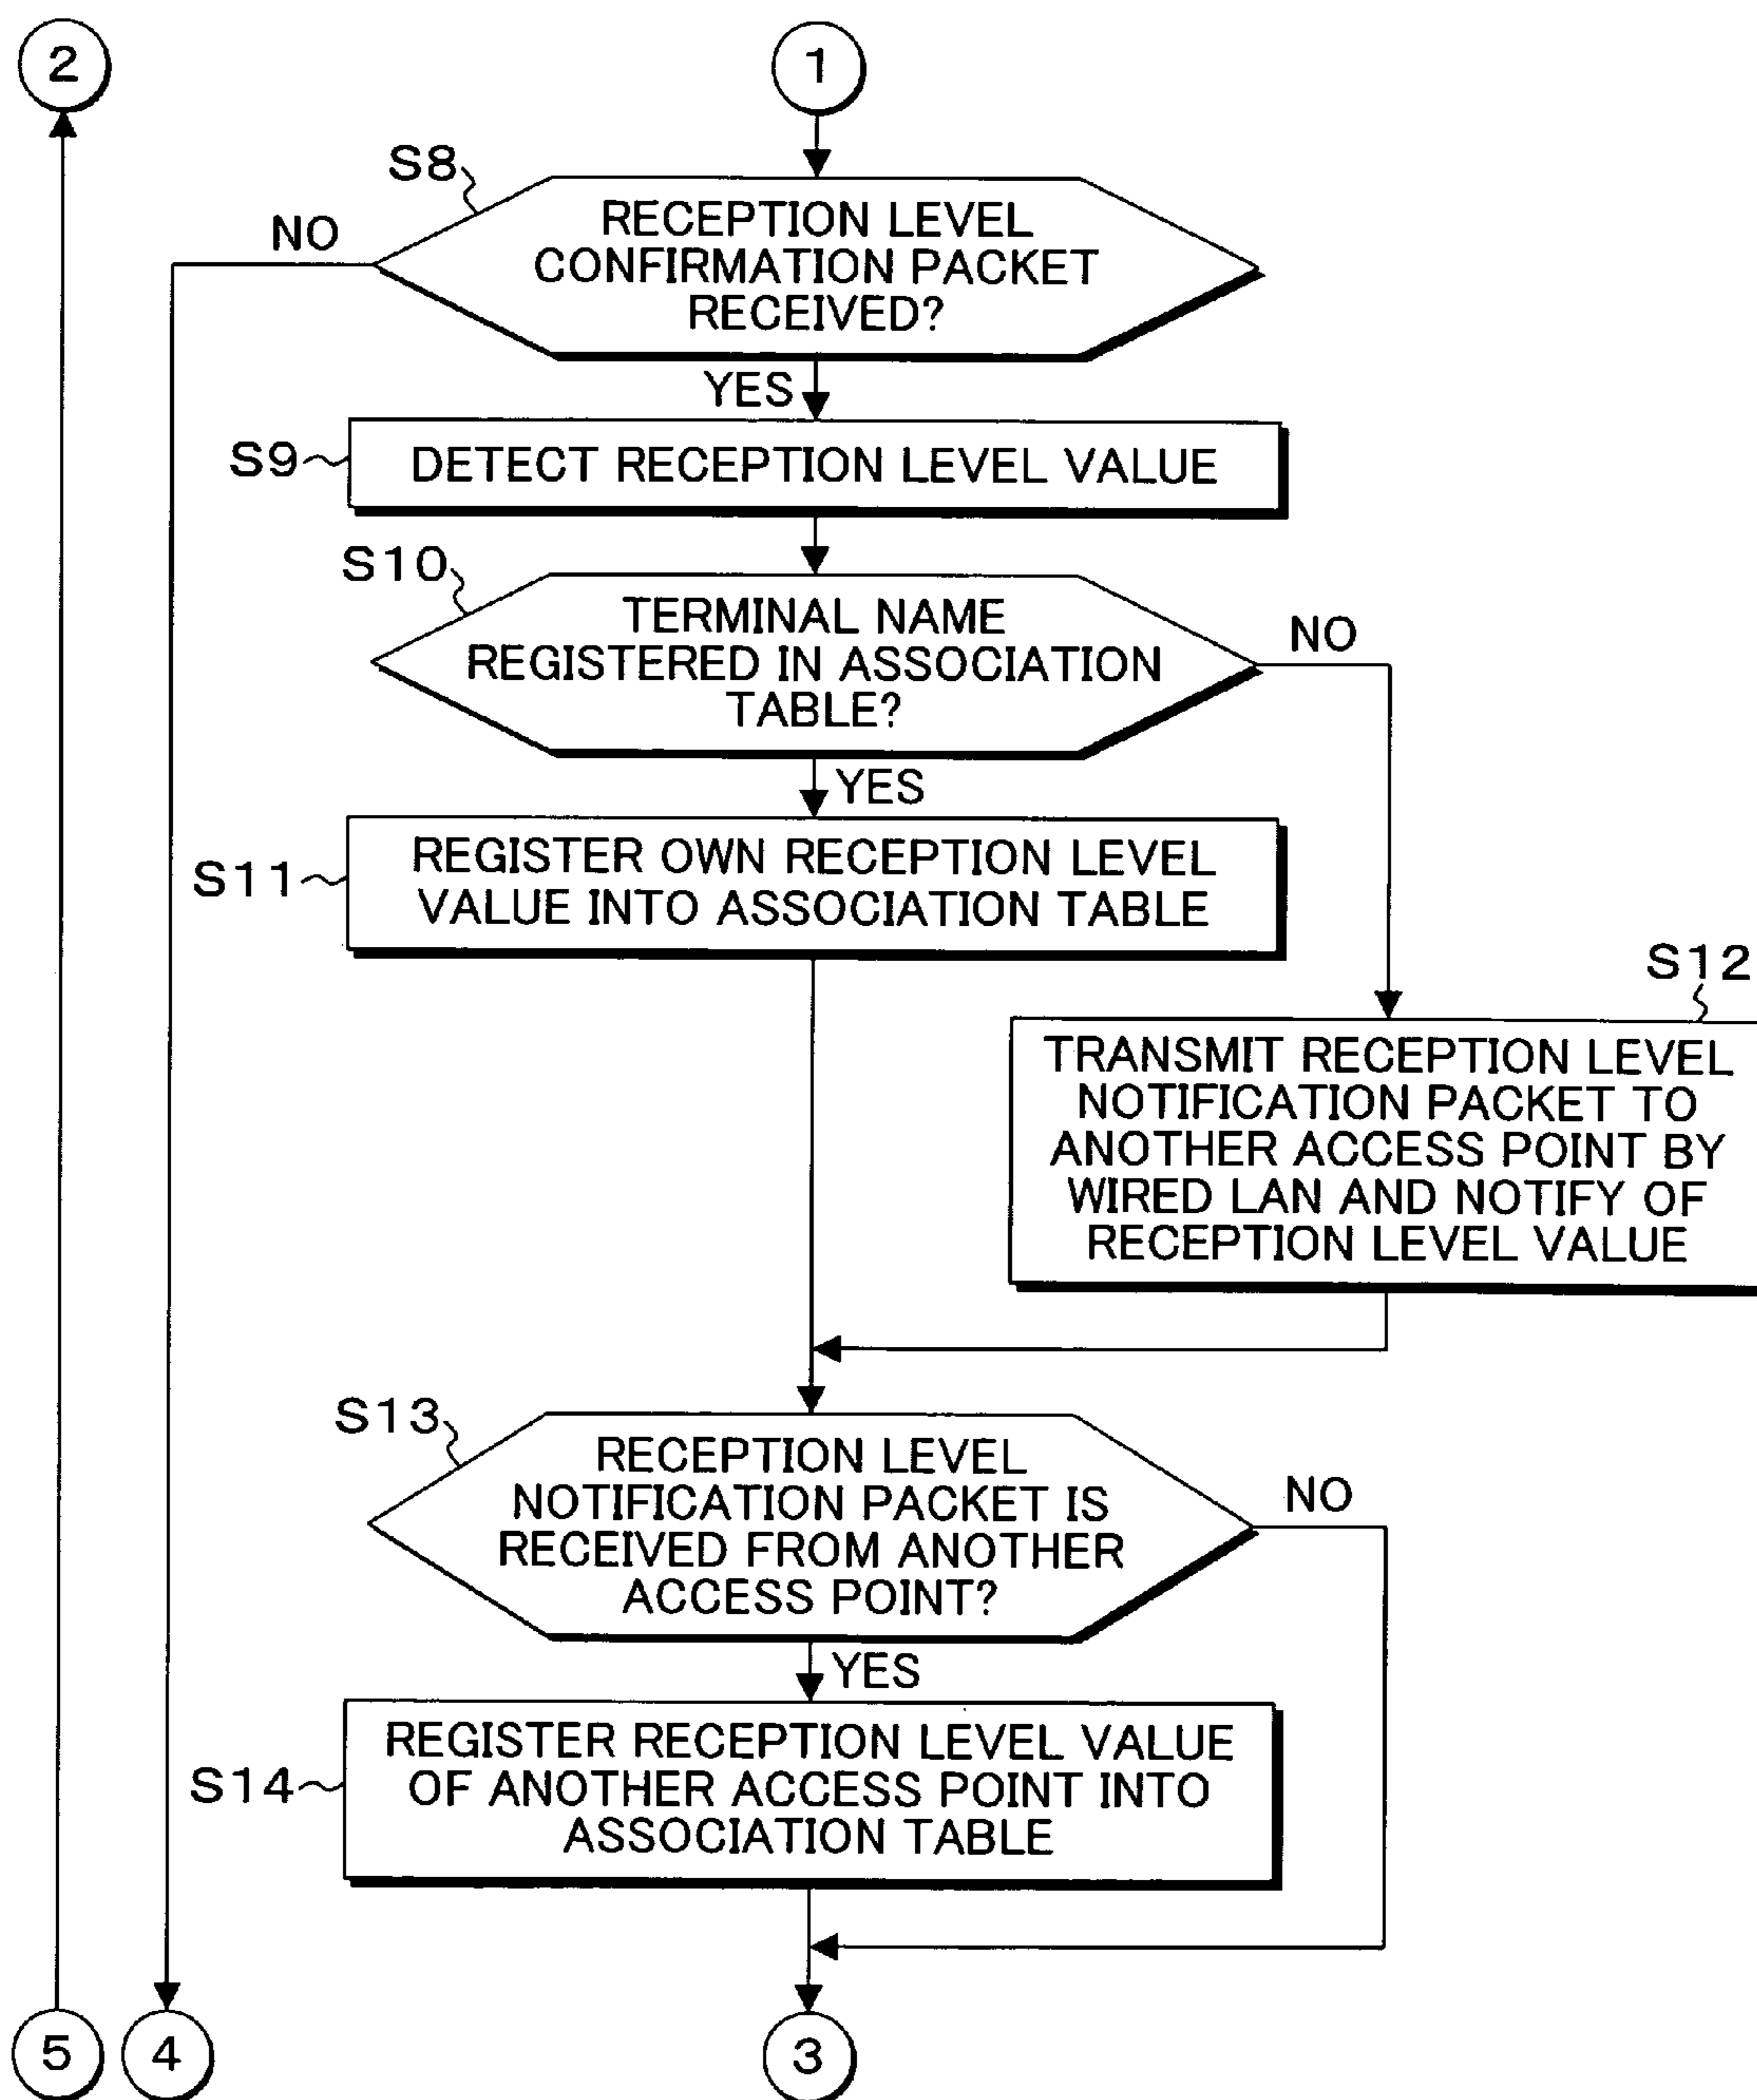 2
1
S8
NO
RECEPTION LEVEL
CONFIRMATION PACKET
RECEIVED?
YES
S9
DETECT RECEPTION LEVEL VALUE
S10
TERMINAL NAME
REGISTERED IN ASSOCIATION
TABLE?
NO
YES
S11
REGISTER OWN RECEPTION LEVEL
VALUE INTO ASSOCIATION TABLE
S12
TRANSMIT RECEPTION LEVEL
NOTIFICATION PACKET TO
ANOTHER ACCESS POINT BY
WIRED LAN AND NOTIFY OF
RECEPTION LEVEL VALUE
S13
RECEPTION LEVEL
NOTIFICATION PACKET IS
RECEIVED FROM ANOTHER
ACCESS POINT?
NO
YES
S14
REGISTER RECEPTION LEVEL VALUE
OF ANOTHER ACCESS POINT INTO
ASSOCIATION TABLE
5
4
3